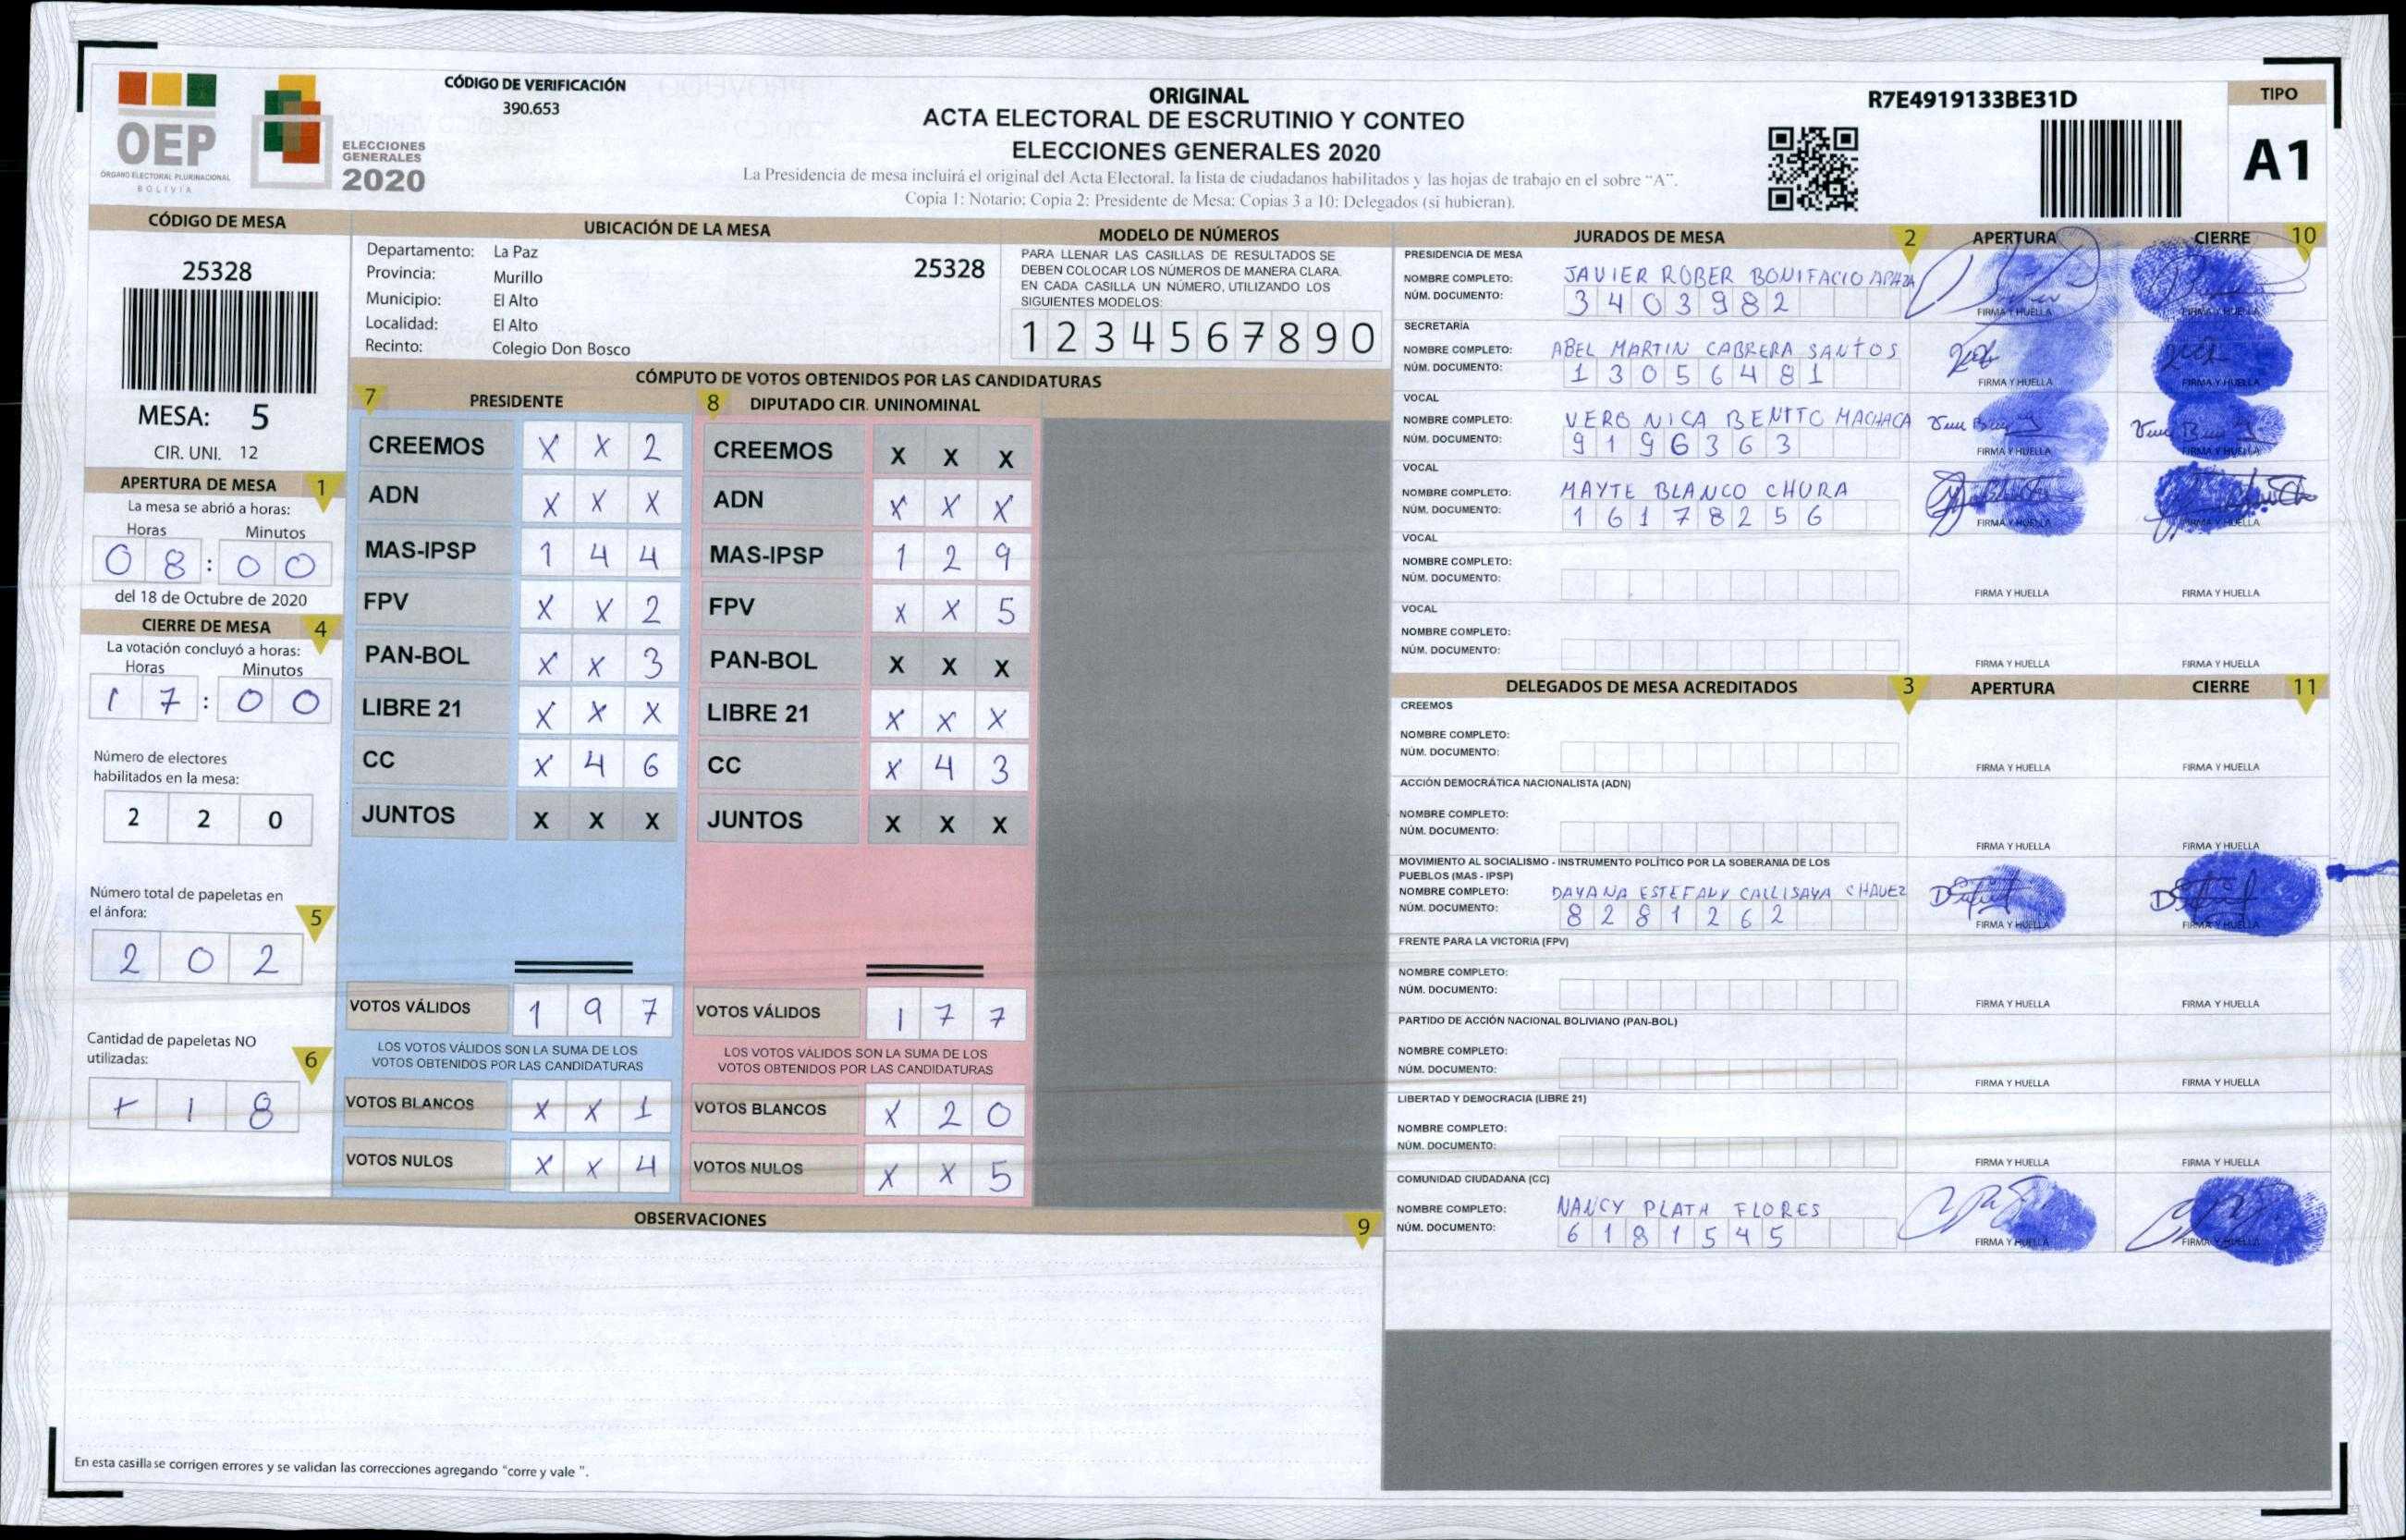 OEP
ÓRGANO ELECTORAL PLURINACIONAL
BOLIVIA
ELECCIONES
GENERALES
2020
CÓDIGO DE VERIFICACIÓN
390.653
ORIGINAL
ACTA ELECTORAL DE ESCRUTINIO Y CONTEO
ELECCIONES GENERALES 2020
La Presidencia de mesa incluirá el original del Acta Electoral, la lista de ciudadanos habilitados y las hojas de trabajo en el sobre "A".
Copia 1: Notario; Copia 2: Presidente de Mesa; Copias 3 a 10: Delegados (si hubieran).
R7E4919133BE31D
TIPO
A1
CÓDIGO DE MESA
25328
MESA: 5
CIR. UNI. 12
APERTURA DE MESA 1
La mesa se abrió a horas:
Horas Minutos
0 8 : 0 0
del 18 de Octubre de 2020
CIERRE DE MESA 4
La votación concluyó a horas:
Horas Minutos
1 7 : 0 0
Número de electores
habilitados en la mesa:
2 2 0
Número total de papeletas en
el ánfora: 5
2 0 2
Cantidad de papeletas NO
utilizadas: 6
+ 1 8
UBICACIÓN DE LA MESA
Departamento: La Paz
Provincia: Murillo
Municipio: El Alto
Localidad: El Alto
Recinto: Colegio Don Bosco
25328
MODELO DE NÚMEROS
PARA LLENAR LAS CASILLAS DE RESULTADOS SE
DEBEN COLOCAR LOS NÚMEROS DE MANERA CLARA.
EN CADA CASILLA UN NÚMERO, UTILIZANDO LOS
SIGUIENTES MODELOS:
1 2 3 4 5 6 7 8 9 0
CÓMPUTO DE VOTOS OBTENIDOS POR LAS CANDIDATURAS
7 PRESIDENTE
CREEMOS X X 2
ADN X X X
MAS-IPSP 1 4 4
FPV X X 2
PAN-BOL X X 3
LIBRE 21 X X X
CC X 4 6
JUNTOS X X X
VOTOS VÁLIDOS 1 9 7
LOS VOTOS VÁLIDOS SON LA SUMA DE LOS
VOTOS OBTENIDOS POR LAS CANDIDATURAS
VOTOS BLANCOS X X 1
VOTOS NULOS X X 4
8 DIPUTADO CIR. UNINOMINAL
CREEMOS X X X
ADN X X X
MAS-IPSP 1 2 9
FPV X X 5
PAN-BOL X X X
LIBRE 21 X X X
CC X 4 3
JUNTOS X X X
VOTOS VÁLIDOS 1 7 7
LOS VOTOS VÁLIDOS SON LA SUMA DE LOS
VOTOS OBTENIDOS POR LAS CANDIDATURAS
VOTOS BLANCOS X 2 0
VOTOS NULOS X X 5
OBSERVACIONES 9
En esta casilla se corrigen errores y se validan las correcciones agregando "corre y vale ".
JURADOS DE MESA 2 APERTURA CIERRE 10
PRESIDENCIA DE MESA
NOMBRE COMPLETO: JAVIER ROBER BONIFACIO APAZA
NÚM. DOCUMENTO: 3 4 0 3 9 8 2
FIRMA Y HUELLA FIRMA Y HUELLA
SECRETARÍA
NOMBRE COMPLETO: ABEL MARTIN CABRERA SANTOS
NÚM. DOCUMENTO: 1 3 0 5 6 4 8 1
FIRMA Y HUELLA FIRMA Y HUELLA
VOCAL
NOMBRE COMPLETO: VERONICA BENITO MACHACA
NÚM. DOCUMENTO: 9 1 9 6 3 6 3
FIRMA Y HUELLA FIRMA Y HUELLA
VOCAL
NOMBRE COMPLETO: MAYTE BLANCO CHURA
NÚM. DOCUMENTO: 1 6 1 7 8 2 5 6
FIRMA Y HUELLA FIRMA Y HUELLA
VOCAL
NOMBRE COMPLETO:
NÚM. DOCUMENTO:
FIRMA Y HUELLA FIRMA Y HUELLA
VOCAL
NOMBRE COMPLETO:
NÚM. DOCUMENTO:
FIRMA Y HUELLA FIRMA Y HUELLA
DELEGADOS DE MESA ACREDITADOS 3 APERTURA CIERRE 11
CREEMOS
NOMBRE COMPLETO:
NÚM. DOCUMENTO:
FIRMA Y HUELLA FIRMA Y HUELLA
ACCIÓN DEMOCRÁTICA NACIONALISTA (ADN)
NOMBRE COMPLETO:
NÚM. DOCUMENTO:
FIRMA Y HUELLA FIRMA Y HUELLA
MOVIMIENTO AL SOCIALISMO - INSTRUMENTO POLÍTICO POR LA SOBERANIA DE LOS
PUEBLOS (MAS - IPSP)
NOMBRE COMPLETO: DAYANA ESTEFANY CALLISAYA CHAVEZ
NÚM. DOCUMENTO: 8 2 8 1 2 6 2
FIRMA Y HUELLA FIRMA Y HUELLA
FRENTE PARA LA VICTORIA (FPV)
NOMBRE COMPLETO:
NÚM. DOCUMENTO:
FIRMA Y HUELLA FIRMA Y HUELLA
PARTIDO DE ACCIÓN NACIONAL BOLIVIANO (PAN-BOL)
NOMBRE COMPLETO:
NÚM. DOCUMENTO:
FIRMA Y HUELLA FIRMA Y HUELLA
LIBERTAD Y DEMOCRACIA (LIBRE 21)
NOMBRE COMPLETO:
NÚM. DOCUMENTO:
FIRMA Y HUELLA FIRMA Y HUELLA
COMUNIDAD CIUDADANA (CC)
NOMBRE COMPLETO: NANCY PLATA FLORES
NÚM. DOCUMENTO: 6 1 8 1 5 4 5
FIRMA Y HUELLA FIRMA Y HUELLA